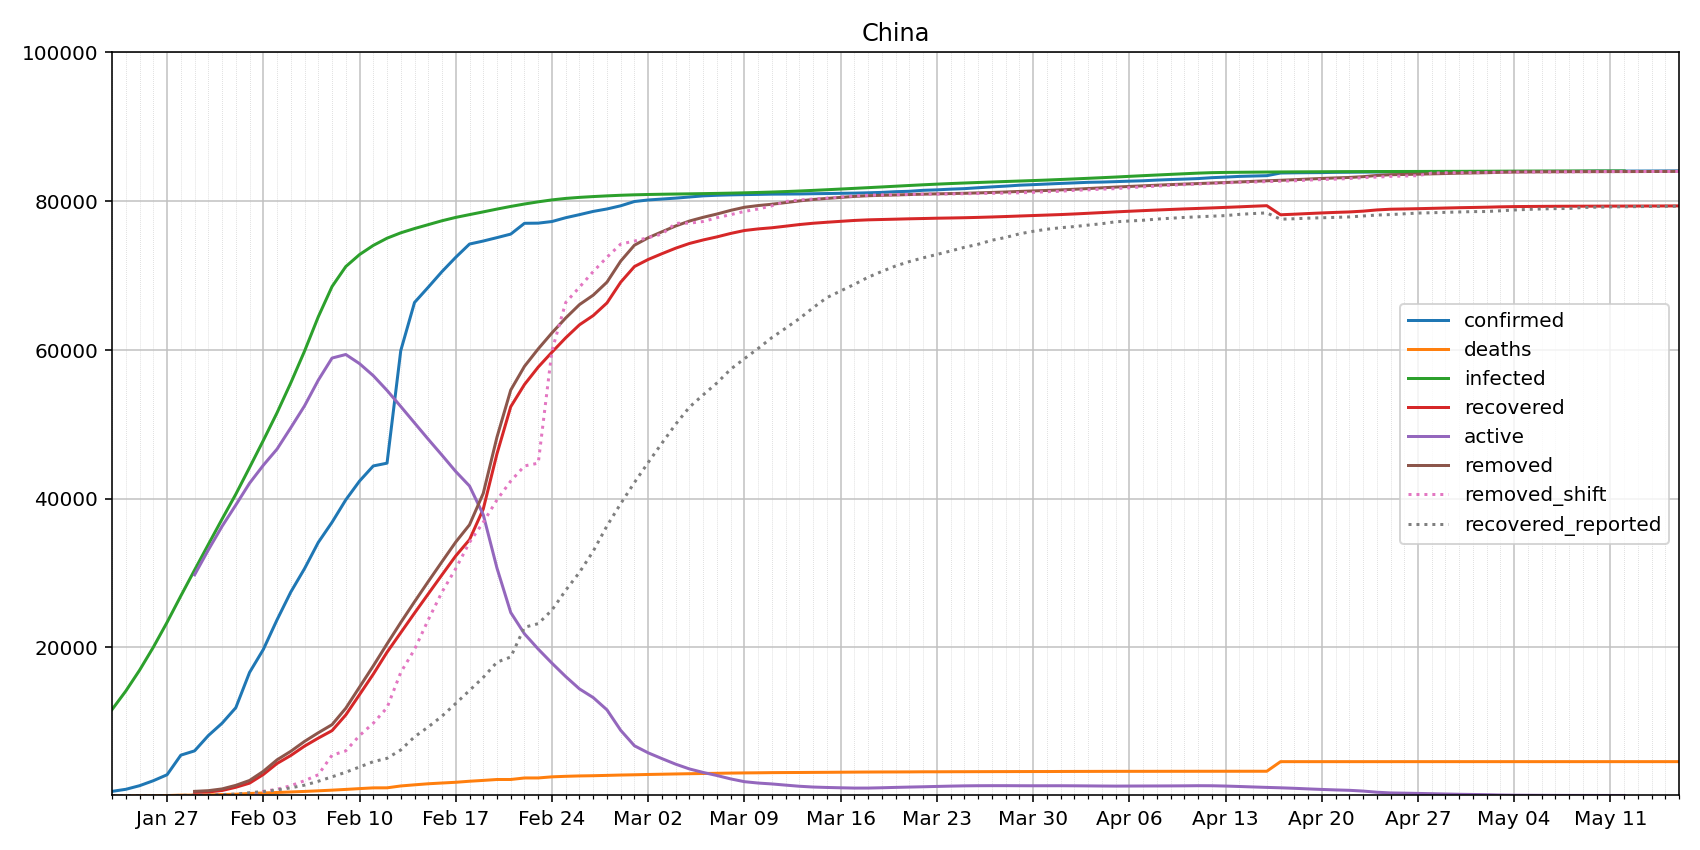 China
100000
80000
60000
40000
20000
confirmed
deaths
infected
recovered
active
removed
removed_shift
recovered_reported
Jan 27 Feb 03 Feb 10 Feb 17 Feb 24 Mar 02 Mar 09 Mar 16 Mar 23 Mar 30 Apr 06 Apr 13 Apr 20 Apr 27 May 04 May 11